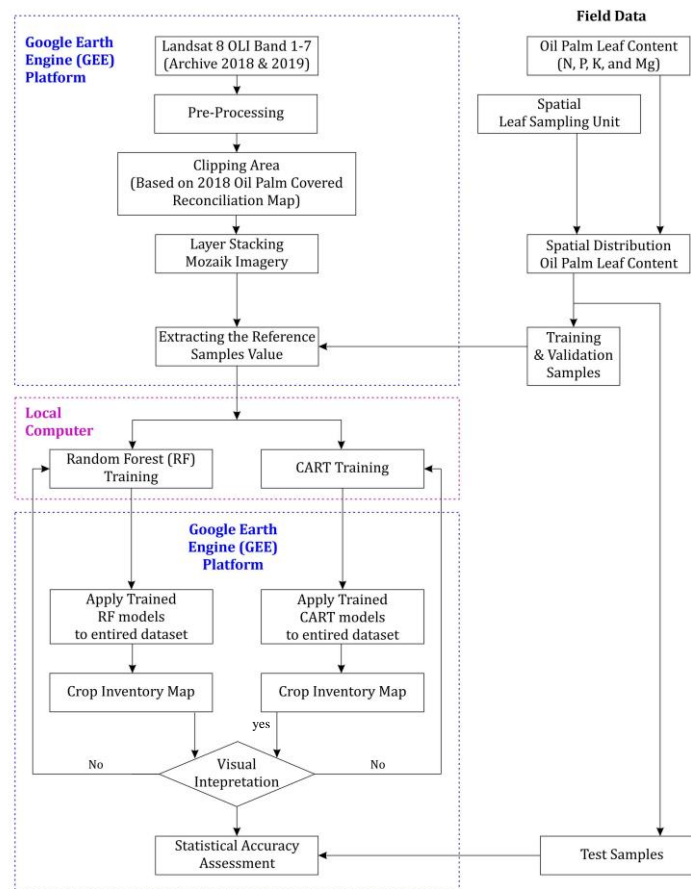 Field Data
Google Earth
Engine (GEE)
Platform
Landsat 8 OLI Band 1-7
(Archive 2018 & 2019)
Oil Palm Leaf Content
(N, P, K, and Mg)
Pre-Processing
Spatial
Leaf Sampling Unit
Clipping Area
(Based on 2018 Oil Palm Covered
Reconciliation Map)
Layer Stacking
Mozaik Imagery
Spatial Distribution
Oil Palm Leaf Content
Extracting the Reference
Samples Value
Training
& Validation
Samples
Local
Computer
Random Forest (RF)
Training
CART Training
Google Earth
Engine (GEE)
Platform
Apply Trained
RF models
to entired dataset
Apply Trained
CART models
to entired dataset
Crop Inventory Map
Crop Inventory Map
yes
No
Visual
Intepretation
No
Statistical Accuracy
Assessment
Test Samples